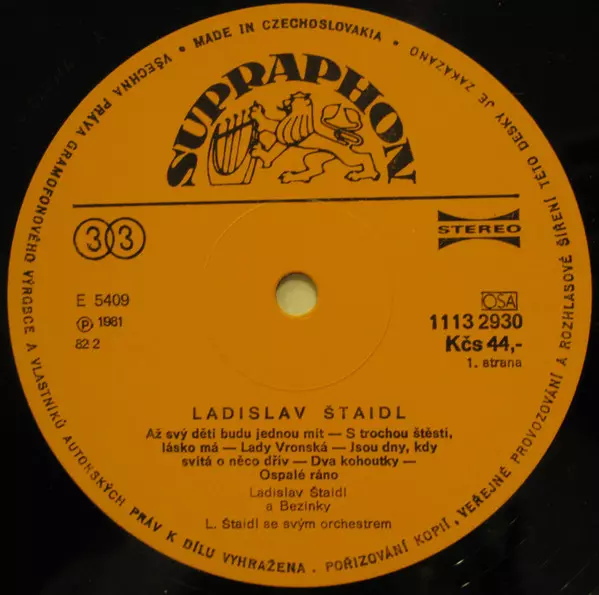 VŠECHNA PRÁVA GRAMOFONOVÉHO VÝROBCE A VLASTNÍKŮ AUTORSKÝCH PRÁV K DÍLU VYHRAŽENA. POŘIZOVÁNÍ KOPIÍ, VEŘEJNÉ PROVOZOVÁNÍ A ROZHLASOVÉ ŠÍŘENÍ TÉTO DESKY JE ZAKÁZÁNO
• MADE IN CZECHOSLOVAKIA •
SUPRAPHON
33
STEREO
E 5409
℗ 1981
82 2
OSA
1113 2930
Kčs 44,-
1. strana
LADISLAV ŠTAIDL
Až svý děti budu jednou mít — S trochou štěstí,
lásko má — Lady Vronská — Jsou dny, kdy
svítá o něco dřív — Dva kohoutky —
Ospalé ráno
Ladislav Štaidl
a Bezinky
L. Štaidl se svým orchestrem